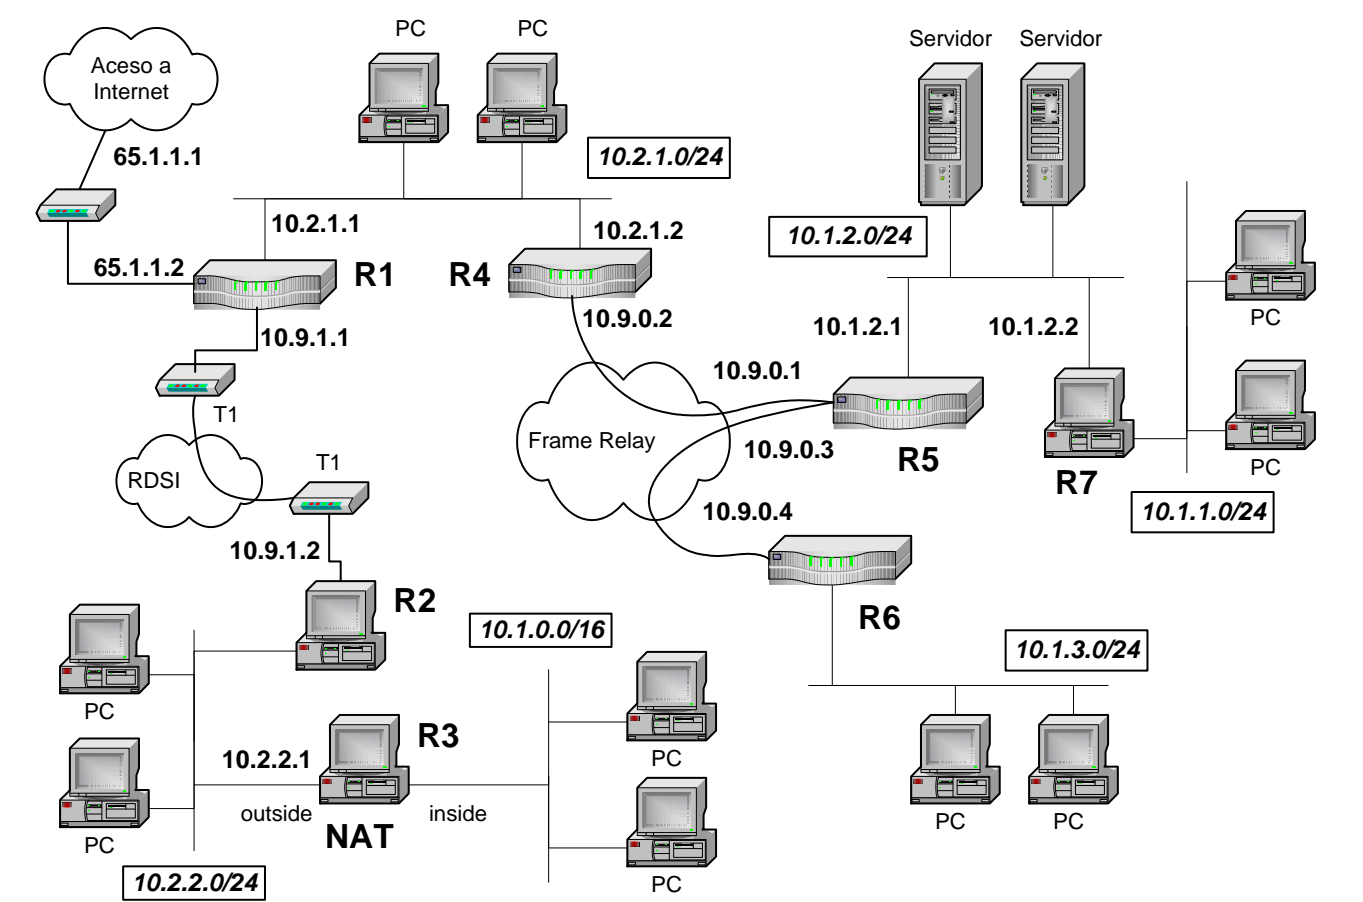 PC
PC
Servidor
Servidor
Aceso a
Internet
65.1.1.1
10.2.1.0/24
10.2.1.1
10.2.1.2
10.1.2.0/24
65.1.1.2
R1
R4
PC
10.9.0.2
10.1.2.1
10.1.2.2
10.9.1.1
10.9.0.1
T1
Frame Relay
10.9.0.3
R5
R7
PC
RDSI
T1
10.9.0.4
10.1.1.0/24
10.9.1.2
R2
R6
10.1.0.0/16
10.1.3.0/24
PC
R3
10.2.2.1
PC
outside
inside
NAT
PC
PC
PC
PC
10.2.2.0/24